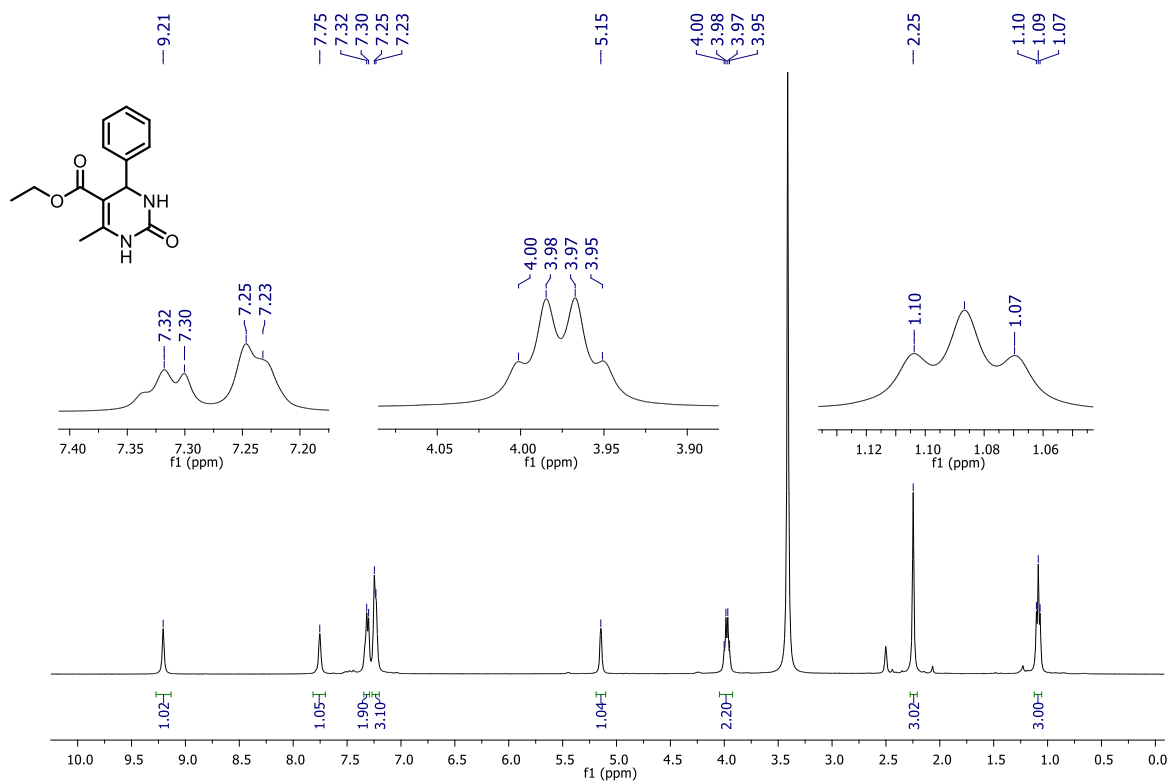 9.21 7.75 7.32 7.30 7.25 7.23 5.15 4.00 3.98 3.97 3.95 2.25 1.10 1.09 1.07
O
O
NH
N
H
O
7.32 7.30 7.25 7.23
7.40 7.35 7.30 7.25 7.20
f1 (ppm)
4.00 3.98 3.97 3.95
4.05 4.00 3.95 3.90
f1 (ppm)
1.10 1.07
1.12 1.10 1.08 1.06
f1 (ppm)
1.02 1.05 1.90 3.10 1.04 2.20 3.02 3.00
10.0 9.5 9.0 8.5 8.0 7.5 7.0 6.5 6.0 5.5 5.0 4.5 4.0 3.5 3.0 2.5 2.0 1.5 1.0 0.5 0.0
f1 (ppm)